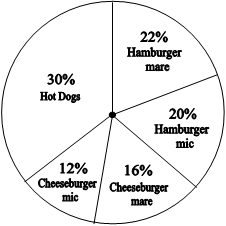 22%
Hamburger
mare
30%
Hot Dogs
20%
Hamburger
mic
12%
Cheeseburger
mic
16%
Cheeseburger
mare